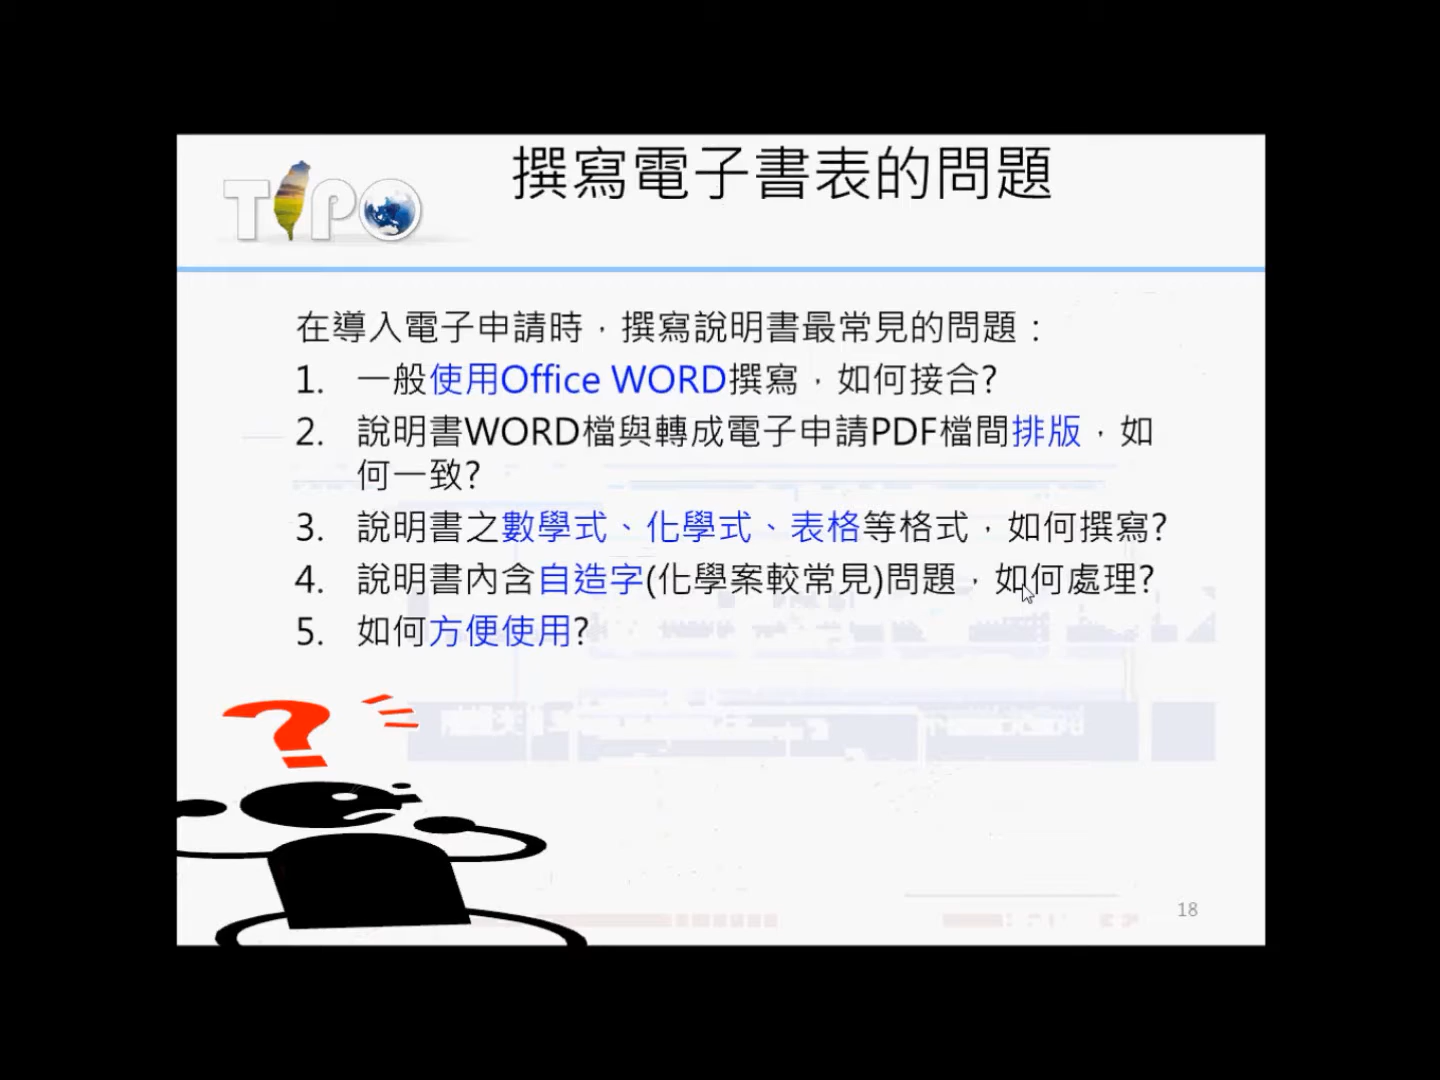 TIPO
撰寫電子書表的問題
在導入電子申請時，撰寫說明書最常見的問題：
1. 一般使用Office WORD撰寫，如何接合?
2. 說明書WORD檔與轉成電子申請PDF檔間排版，如
何一致?
3. 說明書之數學式、化學式、表格等格式，如何撰寫?
4. 說明書內含自造字(化學案較常見)問題，如何處理?
5. 如何方便使用?
18